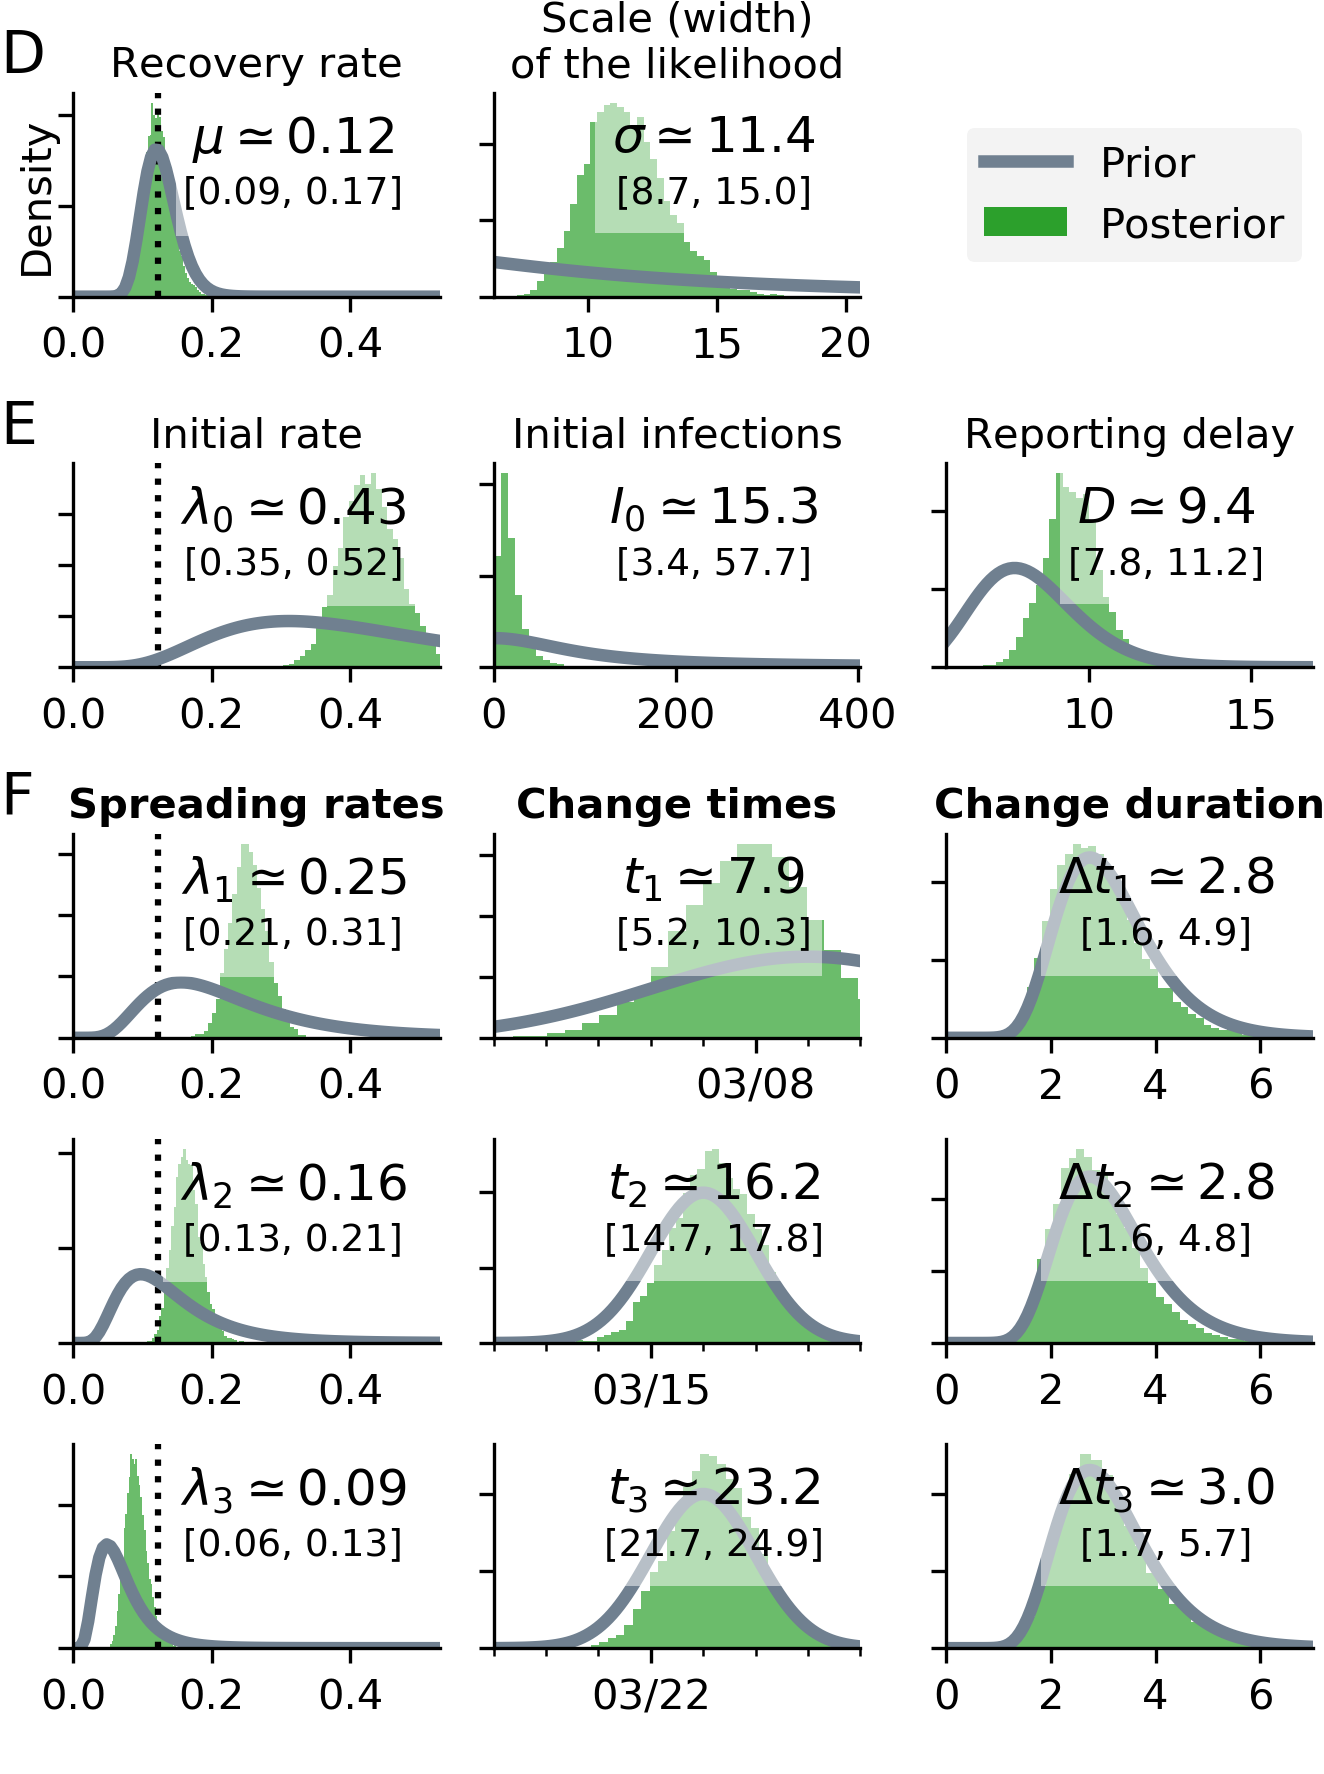 D
Recovery rate
Scale (width)
of the likelihood
Density
μ ≃ 0.12
[0.09, 0.17]
0.0 0.2 0.4
σ ≃ 11.4
[8.7, 15.0]
10 15 20
Prior
Posterior
E
Initial rate
λ0 ≃ 0.43
[0.35, 0.52]
0.0 0.2 0.4
Initial infections
I0 ≃ 15.3
[3.4, 57.7]
0 200 400
Reporting delay
D ≃ 9.4
[7.8, 11.2]
10 15
F
Spreading rates
λ1 ≃ 0.25
[0.21, 0.31]
0.0 0.2 0.4
Change times
t1 ≃ 7.9
[5.2, 10.3]
03/08
Change duration
Δt1 ≃ 2.8
[1.6, 4.9]
0 2 4 6
λ2 ≃ 0.16
[0.13, 0.21]
0.0 0.2 0.4
t2 ≃ 16.2
[14.7, 17.8]
03/15
Δt2 ≃ 2.8
[1.6, 4.8]
0 2 4 6
λ3 ≃ 0.09
[0.06, 0.13]
0.0 0.2 0.4
t3 ≃ 23.2
[21.7, 24.9]
03/22
Δt3 ≃ 3.0
[1.7, 5.7]
0 2 4 6